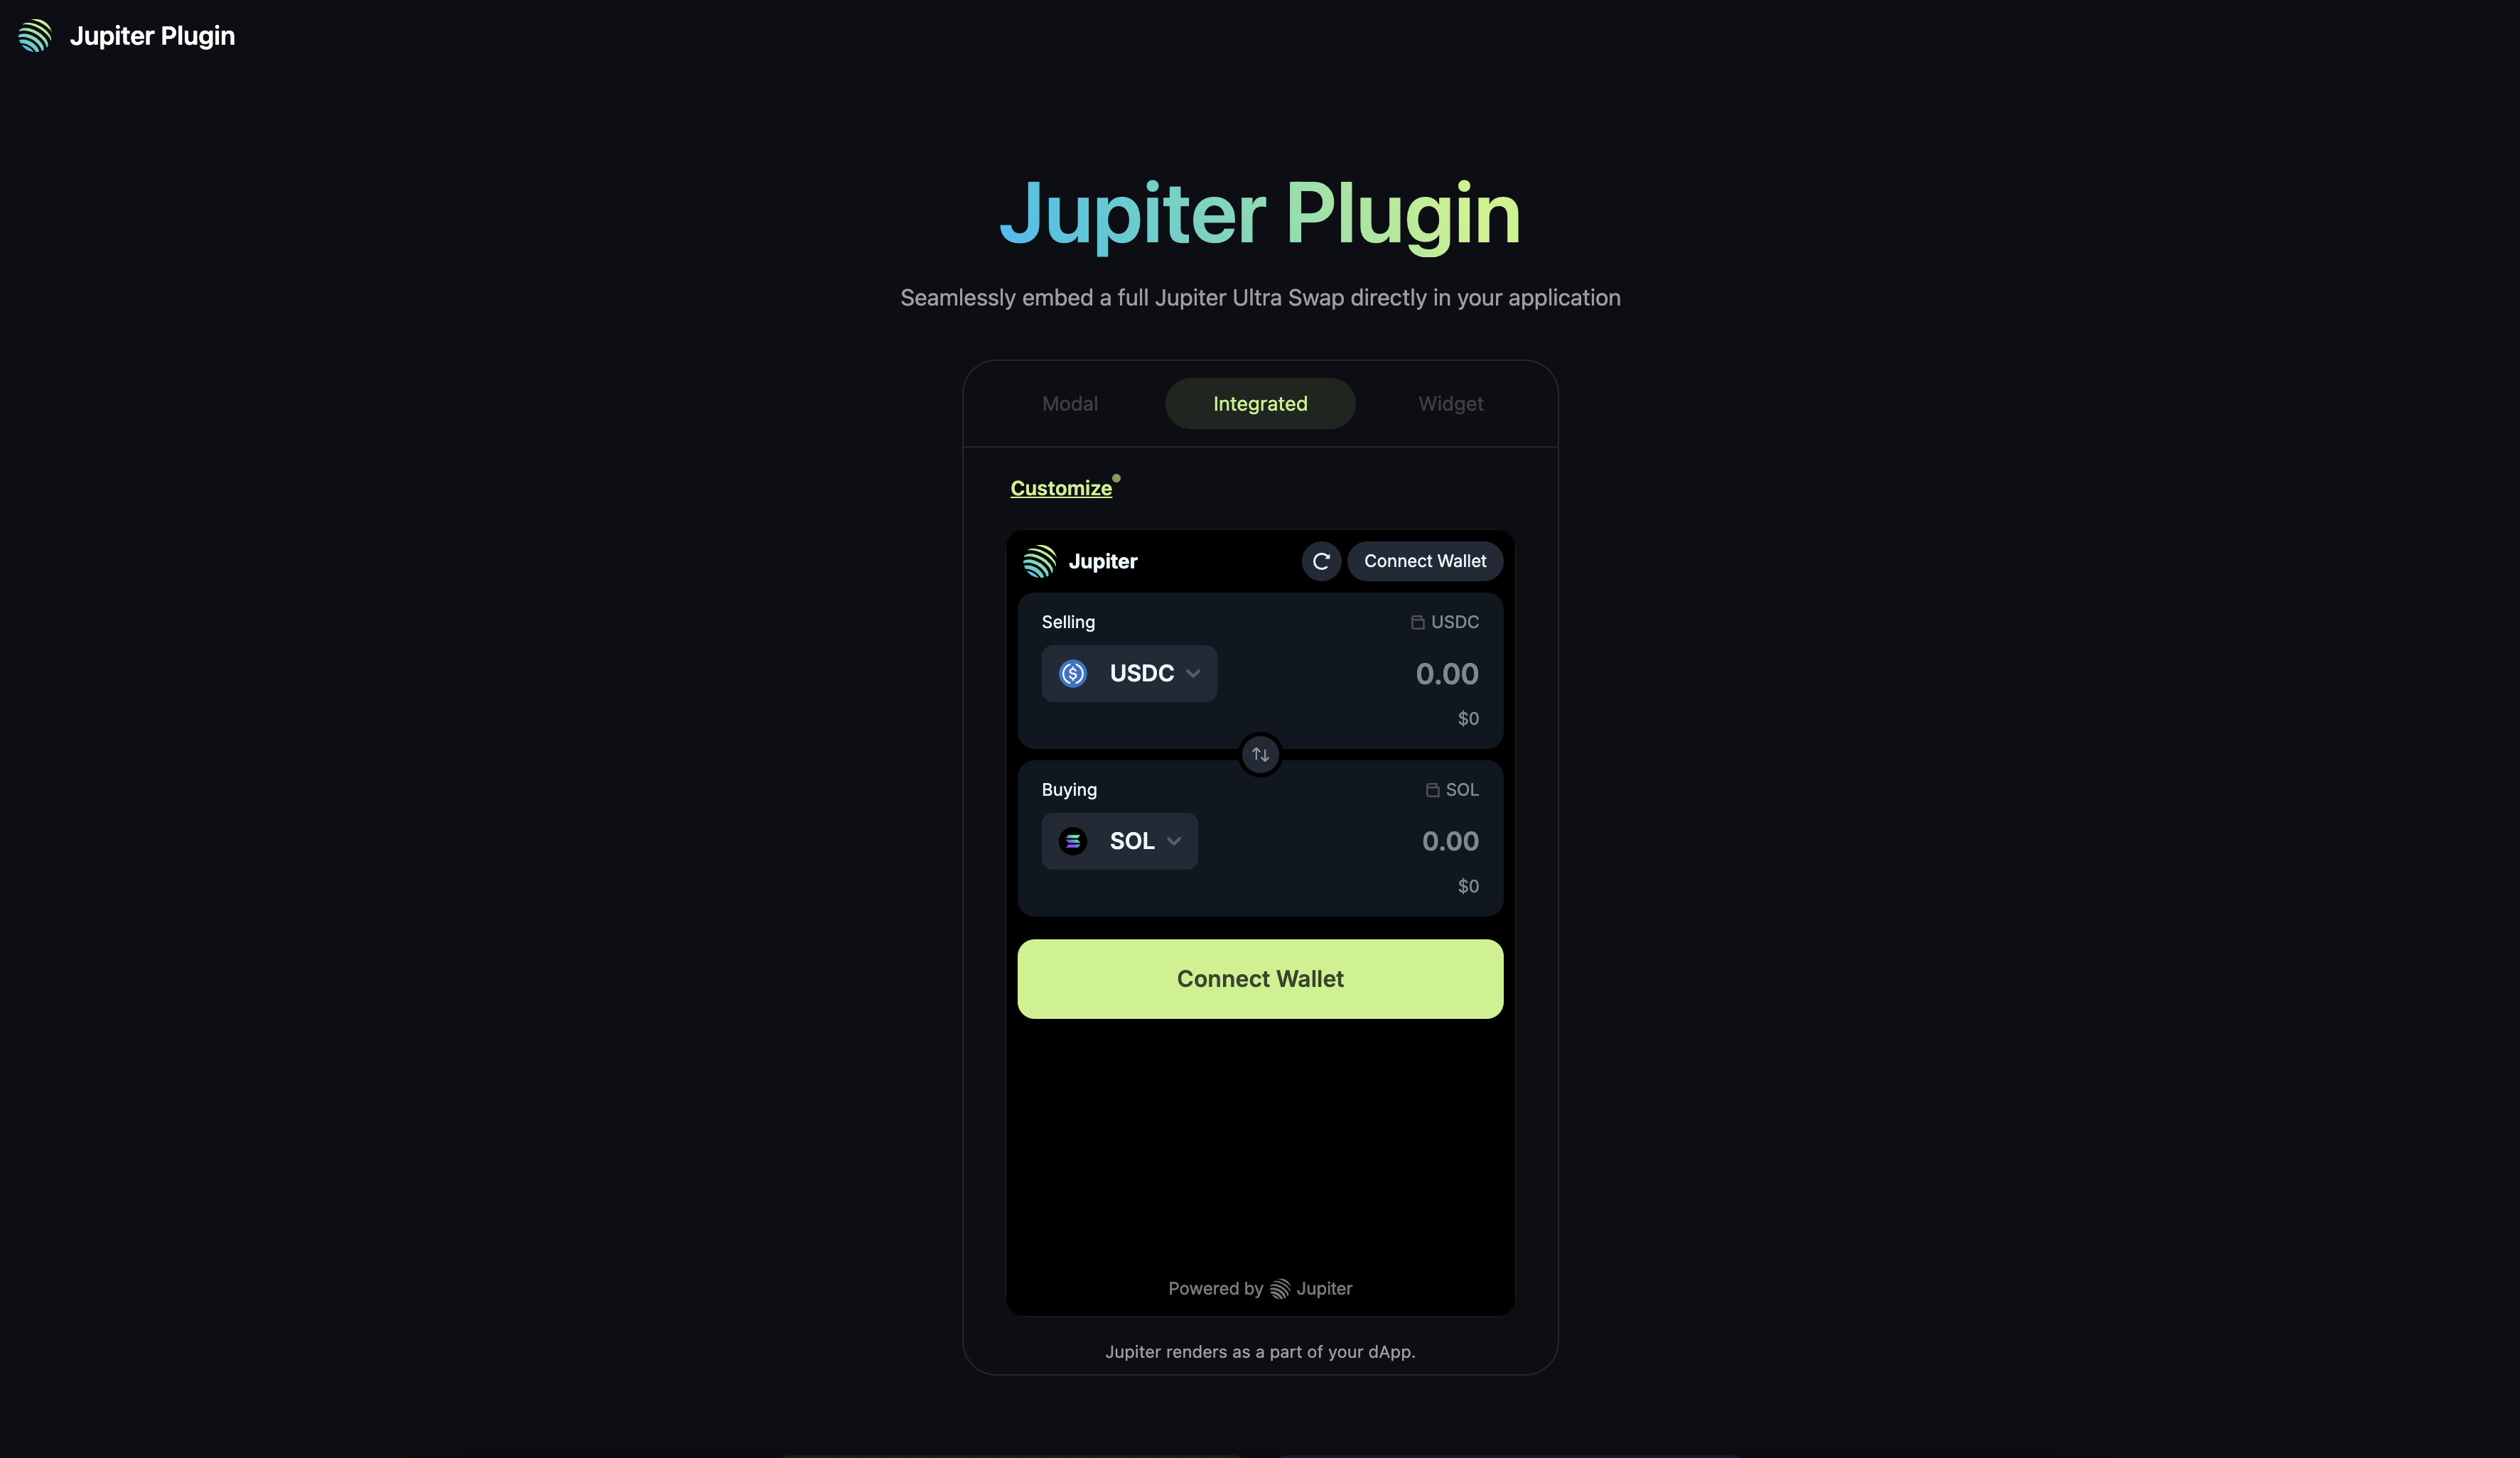 Jupiter Plugin
Jupiter Plugin
Seamlessly embed a full Jupiter Ultra Swap directly in your application
Modal Integrated Widget
Customize
Jupiter Connect Wallet
Selling USDC
USDC 0.00
$0
Buying SOL
SOL 0.00
$0
Connect Wallet
Powered by Jupiter
Jupiter renders as a part of your dApp.